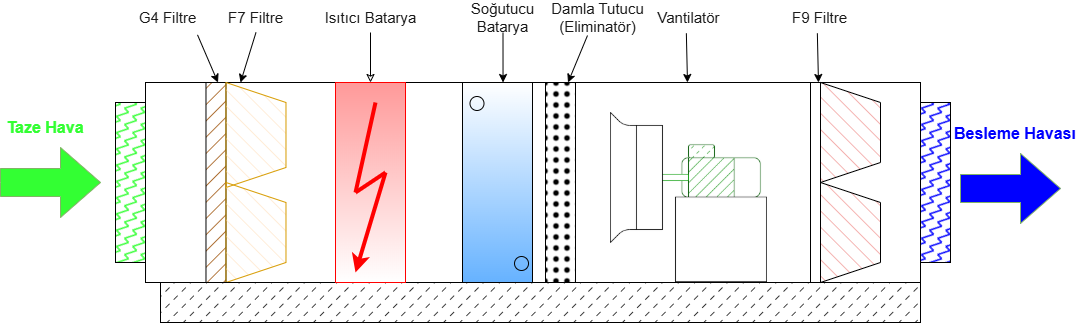 G4 Filtre
F7 Filtre
Isıtıcı Batarya
Soğutucu
Batarya
Damla Tutucu
(Eliminatör)
Vantilatör
F9 Filtre
Taze Hava
Besleme Havası